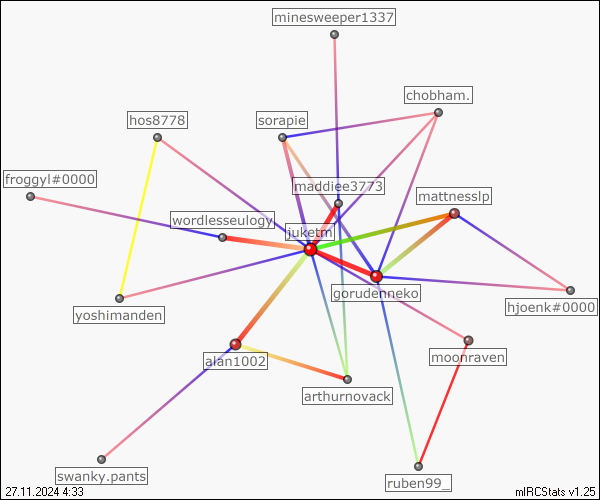 minesweeper1337
chobham.
hos8778
sorapie
froggyl#0000
maddiee3773
mattnesslp
wordlesseulogy
juketm
gorudenneko
hjoenk#0000
yoshimanden
alan1002
moonraven
arthurnovack
swanky.pants
ruben99_
27.11.2024 4:33
mIRCStats v1.25